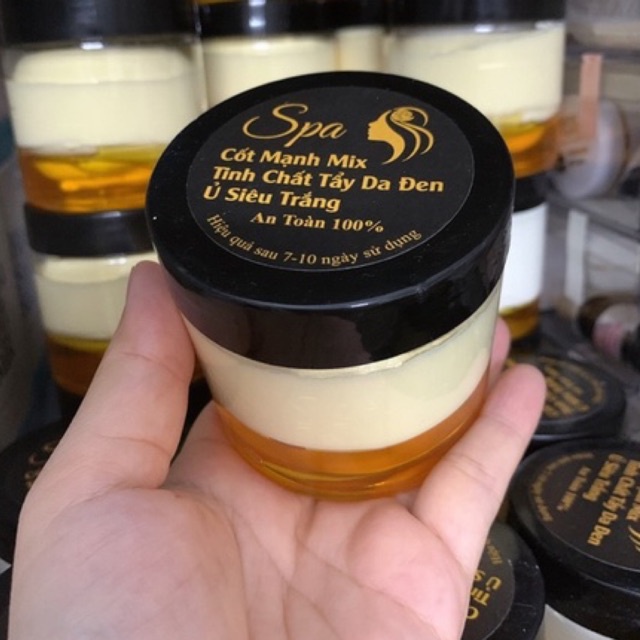 Spa
Cốt Mạnh Mix
Tinh Chất Tẩy Da Đen
Ủ Siêu Trắng
An Toàn 100%
Hiệu quả sau 7-10 ngày sử dụng